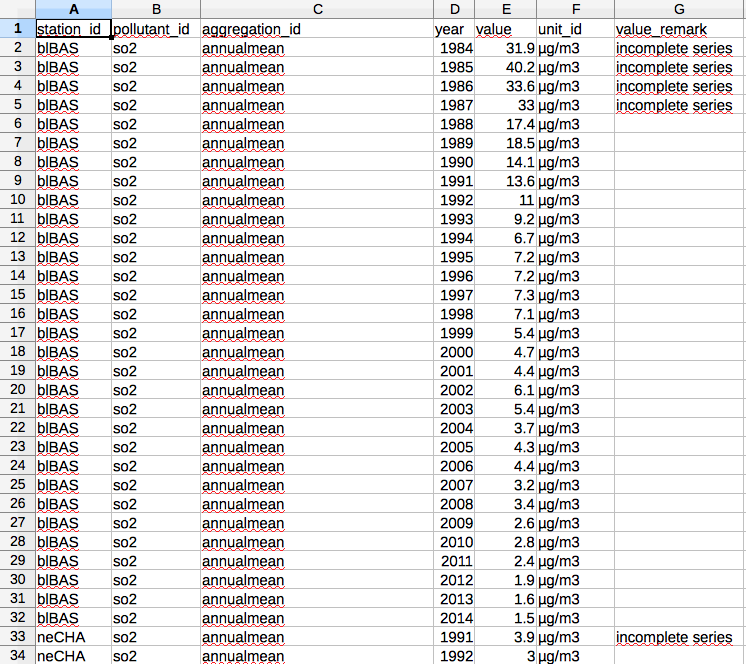 A B C D E F G
1 station_id pollutant_id aggregation_id year value unit_id value_remark
2 blBAS so2 annualmean 1984 31.9 µg/m3 incomplete series
3 blBAS so2 annualmean 1985 40.2 µg/m3 incomplete series
4 blBAS so2 annualmean 1986 33.6 µg/m3 incomplete series
5 blBAS so2 annualmean 1987 33 µg/m3 incomplete series
6 blBAS so2 annualmean 1988 17.4 µg/m3
7 blBAS so2 annualmean 1989 18.5 µg/m3
8 blBAS so2 annualmean 1990 14.1 µg/m3
9 blBAS so2 annualmean 1991 13.6 µg/m3
10 blBAS so2 annualmean 1992 11 µg/m3
11 blBAS so2 annualmean 1993 9.2 µg/m3
12 blBAS so2 annualmean 1994 6.7 µg/m3
13 blBAS so2 annualmean 1995 7.2 µg/m3
14 blBAS so2 annualmean 1996 7.2 µg/m3
15 blBAS so2 annualmean 1997 7.3 µg/m3
16 blBAS so2 annualmean 1998 7.1 µg/m3
17 blBAS so2 annualmean 1999 5.4 µg/m3
18 blBAS so2 annualmean 2000 4.7 µg/m3
19 blBAS so2 annualmean 2001 4.4 µg/m3
20 blBAS so2 annualmean 2002 6.1 µg/m3
21 blBAS so2 annualmean 2003 5.4 µg/m3
22 blBAS so2 annualmean 2004 3.7 µg/m3
23 blBAS so2 annualmean 2005 4.3 µg/m3
24 blBAS so2 annualmean 2006 4.4 µg/m3
25 blBAS so2 annualmean 2007 3.2 µg/m3
26 blBAS so2 annualmean 2008 3.4 µg/m3
27 blBAS so2 annualmean 2009 2.6 µg/m3
28 blBAS so2 annualmean 2010 2.8 µg/m3
29 blBAS so2 annualmean 2011 2.4 µg/m3
30 blBAS so2 annualmean 2012 1.9 µg/m3
31 blBAS so2 annualmean 2013 1.6 µg/m3
32 blBAS so2 annualmean 2014 1.5 µg/m3
33 neCHA so2 annualmean 1991 3.9 µg/m3 incomplete series
34 neCHA so2 annualmean 1992 3 µg/m3